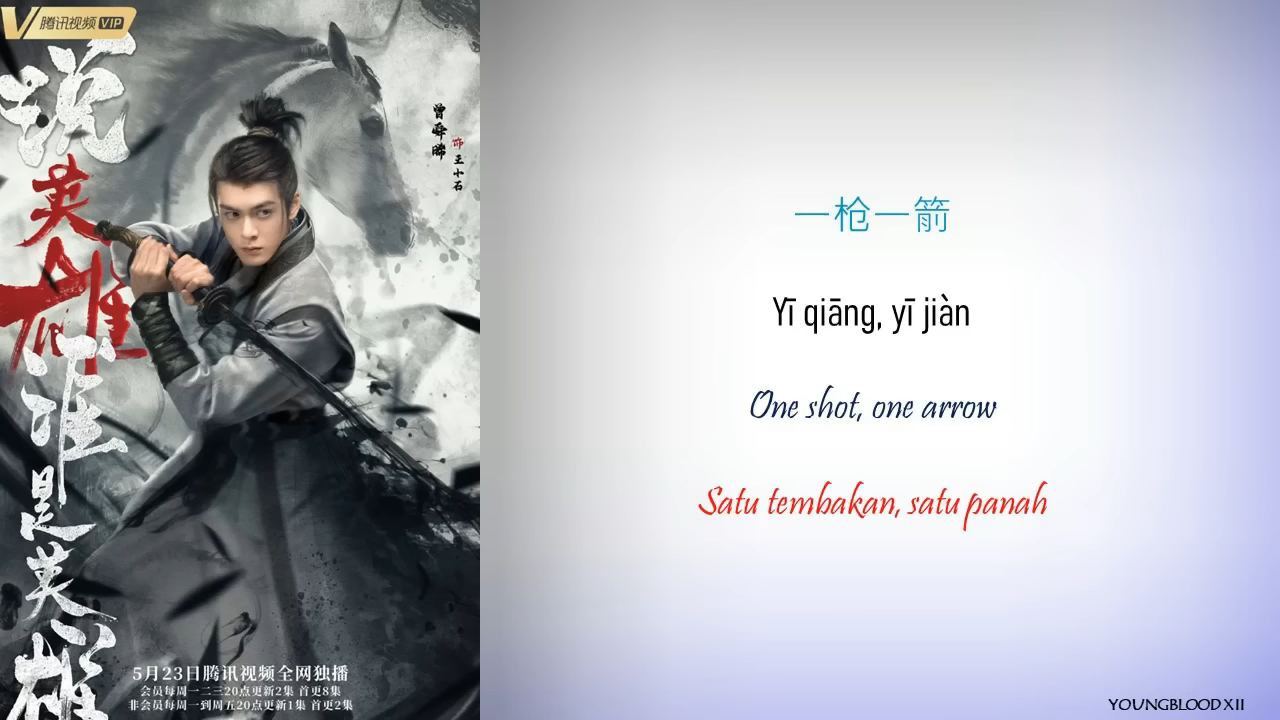 腾讯视频 VIP
说英雄谁是英雄
曾舜晞
饰
王小石
5月23日腾讯视频全网独播
会员每周一二三20点更新2集 首更8集
非会员每周一到周五20点更新1集 首更2集
一枪一箭
Yī qiāng, yī jiàn
One shot, one arrow
Satu tembakan, satu panah
YOUNGBLOOD XII